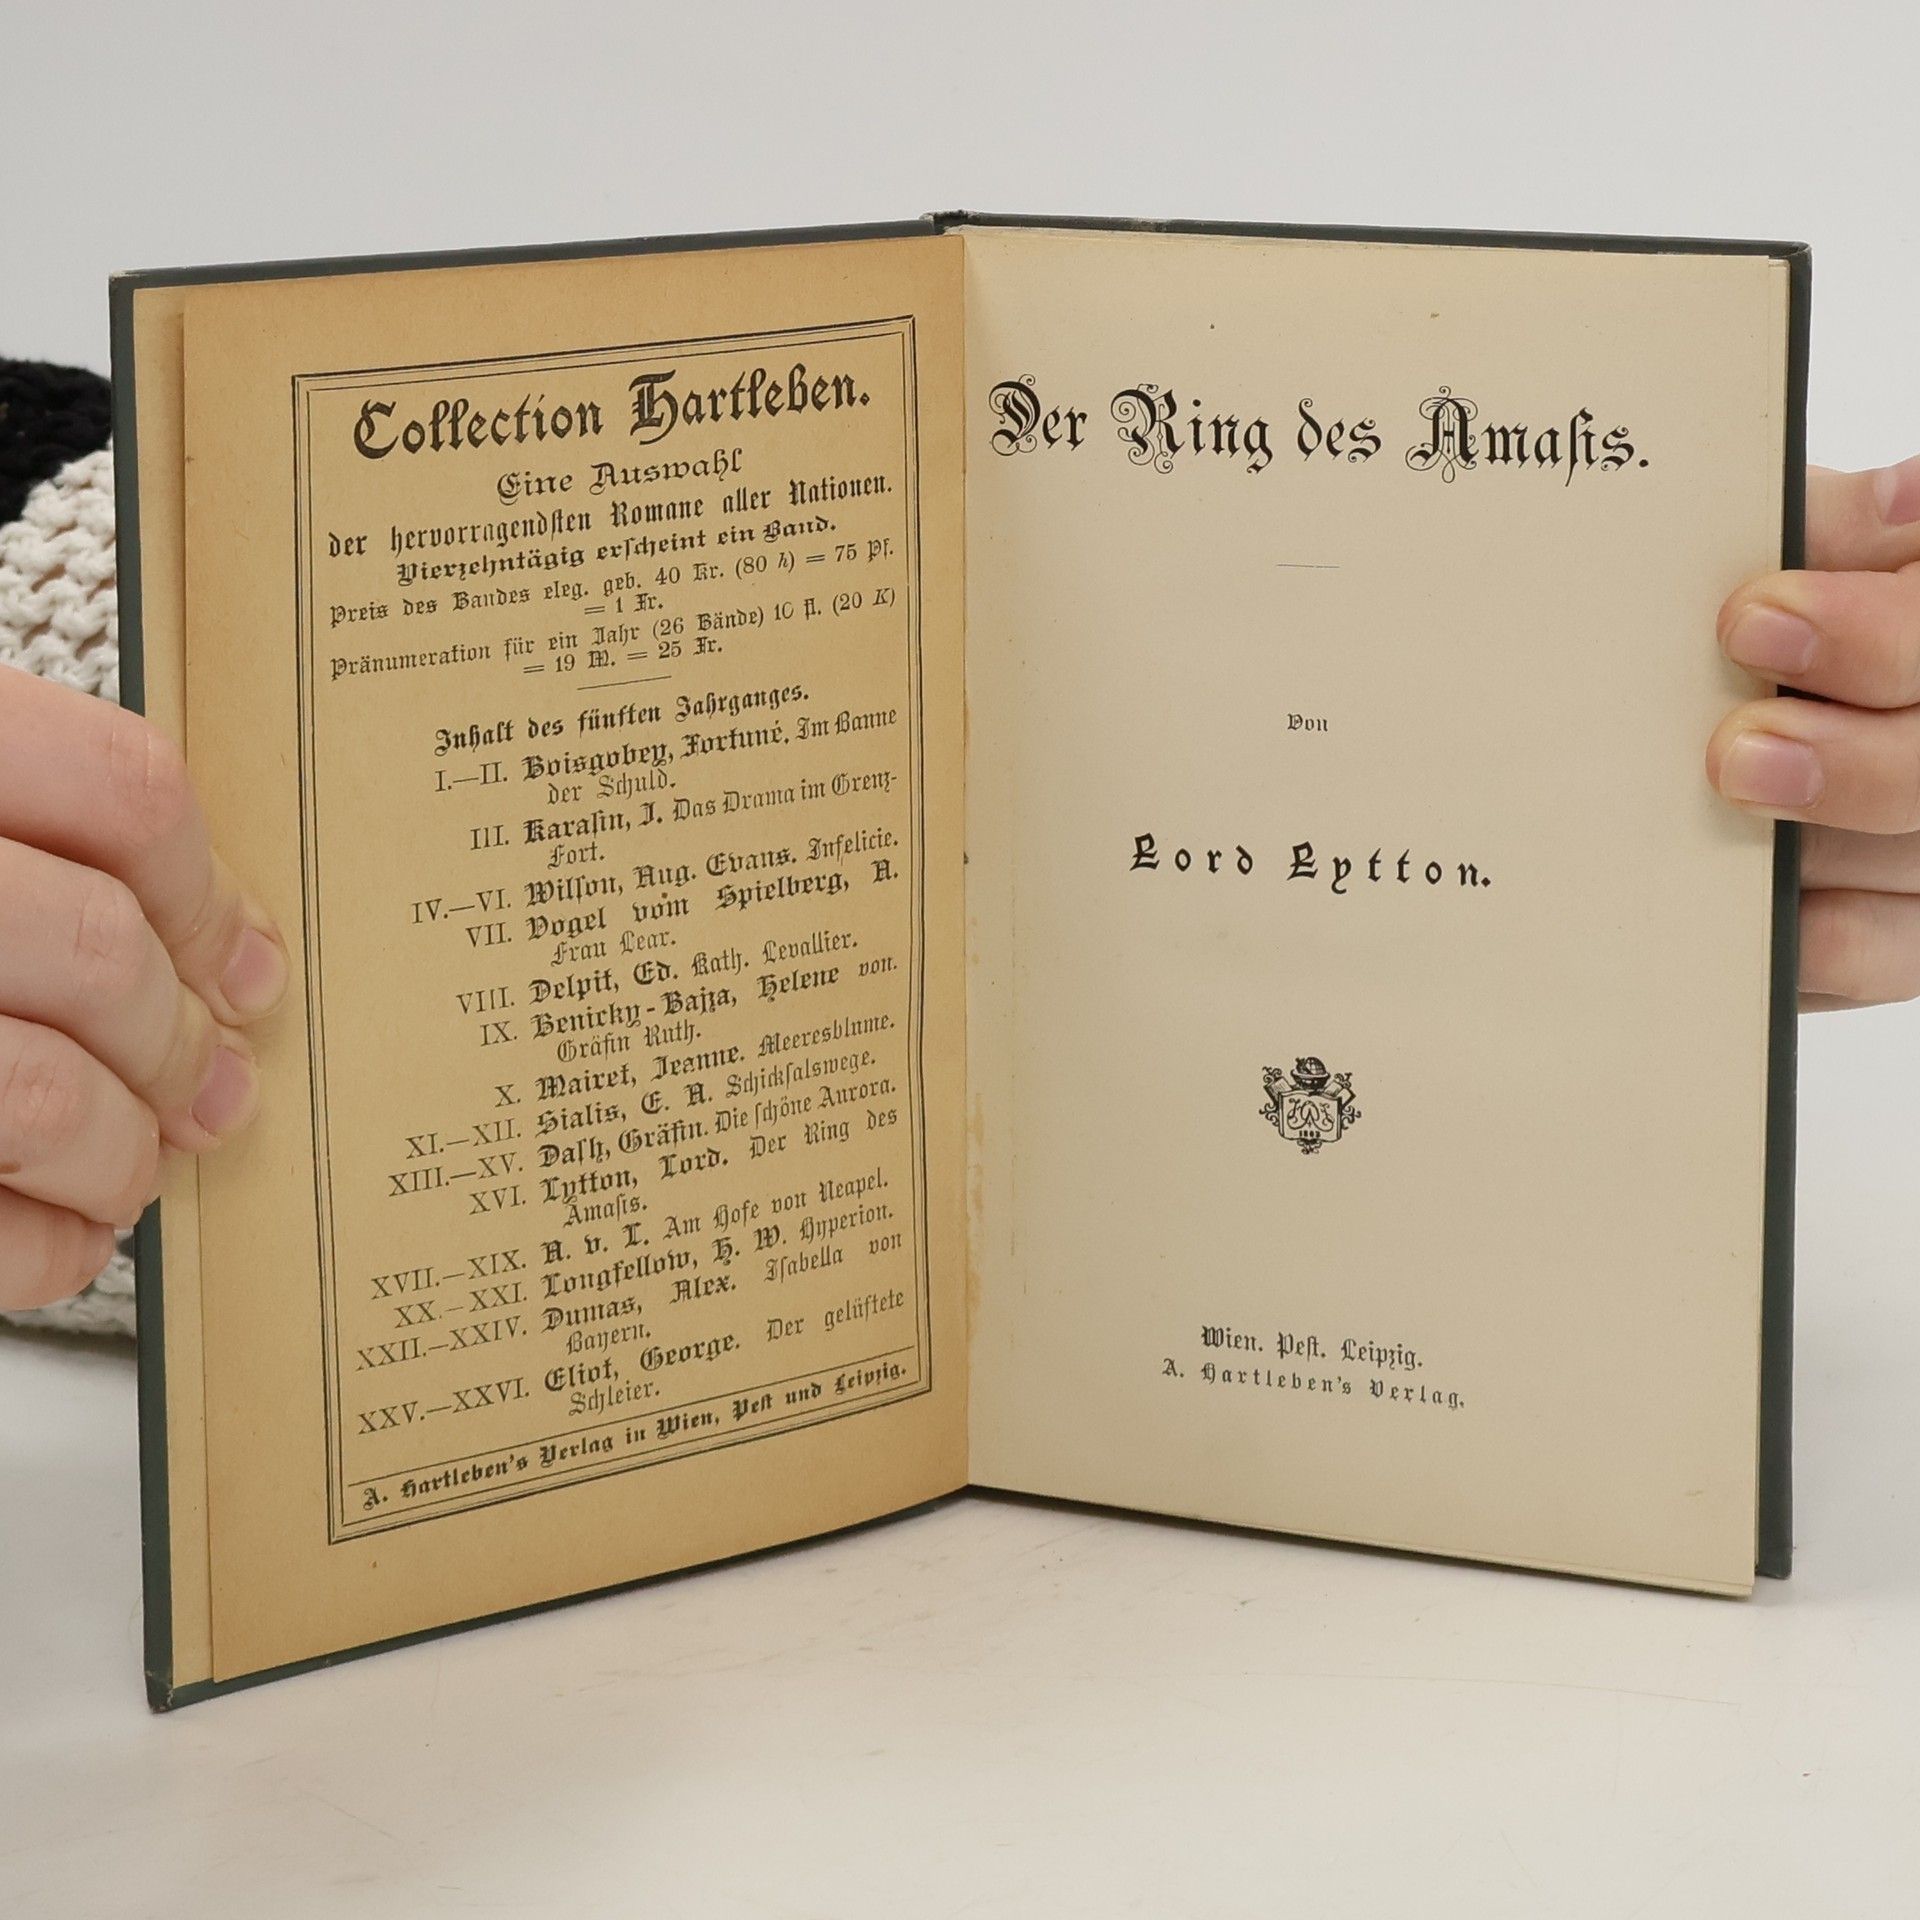 Collection Hartleben.
Eine Auswahl
der hervorragendſten Romane aller Nationen.
Vierzehntägig erſcheint ein Band.
Preis des Bandes eleg. geb. 40 Kr. (80 h) = 75 Pf.
= 1 Fr.
Pränumeration für ein Jahr (26 Bände) 10 fl. (20 K)
= 19 M. = 25 Fr.
Inhalt des fünften Jahrganges.
I.—II. Boisgobey, Fortuné. Im Banne
der Schuld.
III. Karaſin, J. Das Drama im Grenz-
Fort.
IV.—VI. Wilſon, Aug. Evans. Infelicie.
VII. Vogel vom Spielberg, A.
Frau Lear.
VIII. Delpit, Ed. Kath. Levallier.
IX. Benicky-Bajza, Helene von.
Gräfin Ruth.
X. Mairet, Jeanne. Meeresblume.
XI.—XII. Sialis, E. A. Schickſalswege.
XIII.—XV. Daſh, Gräfin. Die ſchöne Aurora.
XVI. Lytton, Lord. Der Ring des
Amaſis.
XVII.—XIX. A. v. L. Am Hofe von Neapel.
XX.—XXI. Longfellow, H. W. Hyperion.
XXII.—XXIV. Dumas, Alex. Iſabella von
Bayern.
XXV.—XXVI. Eliot, George. Der gelüftete
Schleier.
A. Hartleben's Verlag in Wien, Peſt und Leipzig.
Der Ring des Amaſis.
Von
Lord Lytton.
1803
Wien. Peſt. Leipzig.
A. Hartleben's Verlag.